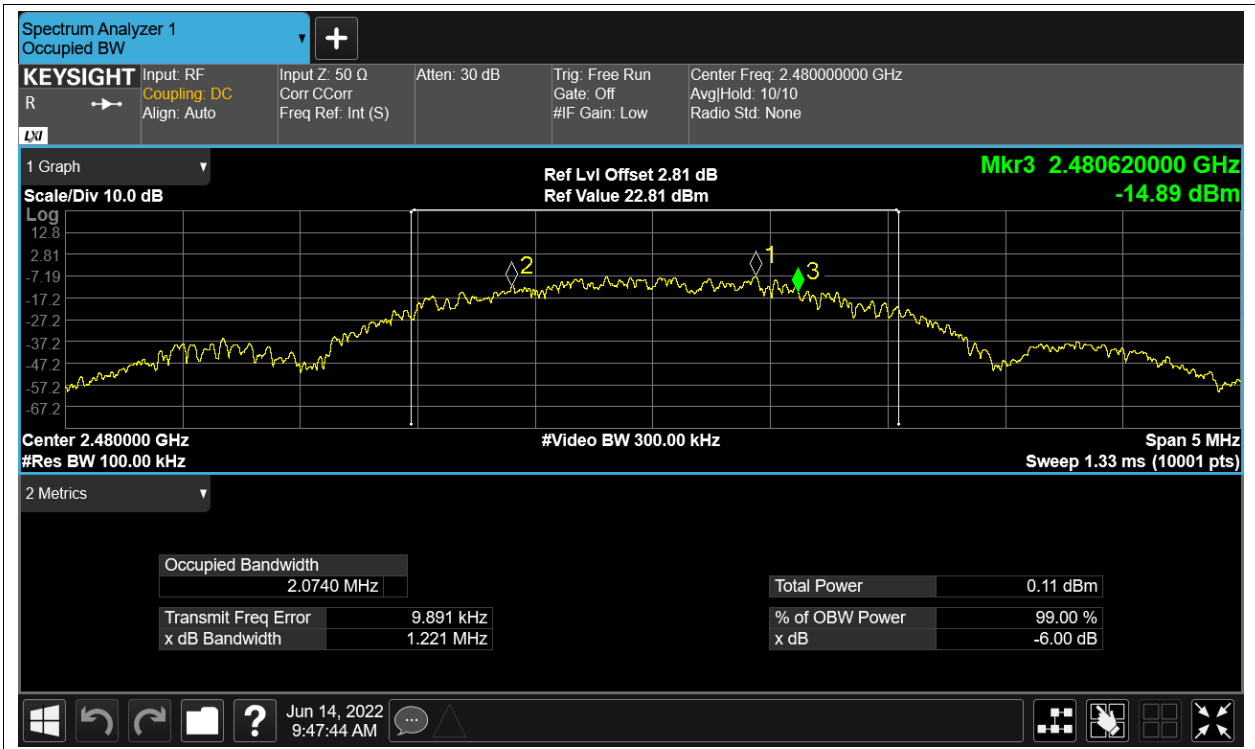 Spectrum Analyzer 1
Occupied BW
KEYSIGHT
R
LXI
Input: RF
Coupling: DC
Align: Auto
Input Z: 50 Ω
Corr CCorr
Freq Ref: Int (S)
Atten: 30 dB
Trig: Free Run
Gate: Off
#IF Gain: Low
Center Freq: 2.480000000 GHz
Avg|Hold: 10/10
Radio Std: None
1 Graph
Scale/Div 10.0 dB
Ref Lvl Offset 2.81 dB
Ref Value 22.81 dBm
Mkr3 2.480620000 GHz
-14.89 dBm
Log
12.8
2.81
-7.19
-17.2
-27.2
-37.2
-47.2
-57.2
-67.2
2
1
3
Center 2.480000 GHz
#Res BW 100.00 kHz
#Video BW 300.00 kHz
Span 5 MHz
Sweep 1.33 ms (10001 pts)
2 Metrics
Occupied Bandwidth
2.0740 MHz
Transmit Freq Error 9.891 kHz
x dB Bandwidth 1.221 MHz
Total Power 0.11 dBm
% of OBW Power 99.00 %
x dB -6.00 dB
?
Jun 14, 2022
9:47:44 AM